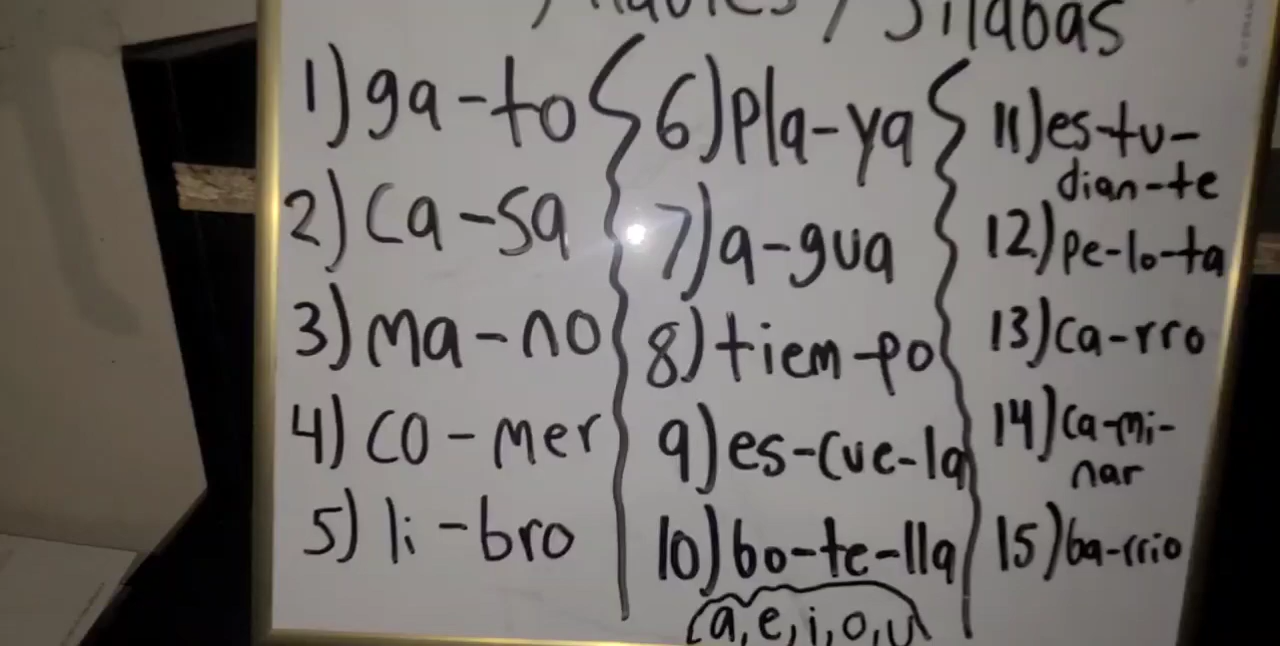 Syllables / Sílabas
1) ga-to
2) Ca-sa
3) Ma-no
4) CO-mer
5) li-bro
6) Pla-ya
7) a-gua
8) tiem-po
9) es-cue-la
10) bo-te-lla
(a, e, i, o, u)
11) es-tu-
dian-te
12.) pe-lo-ta
13) Ca-rro
14) Ca-mi-
nar
15) ba-rrio